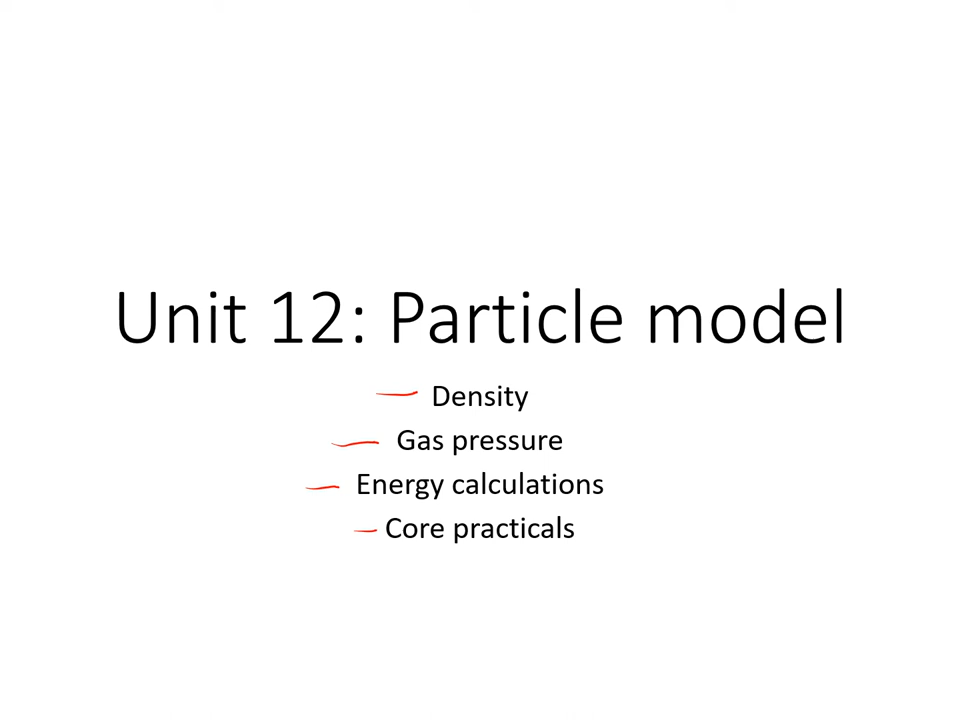 Unit 12: Particle model
Density
Gas pressure
Energy calculations
Core practicals